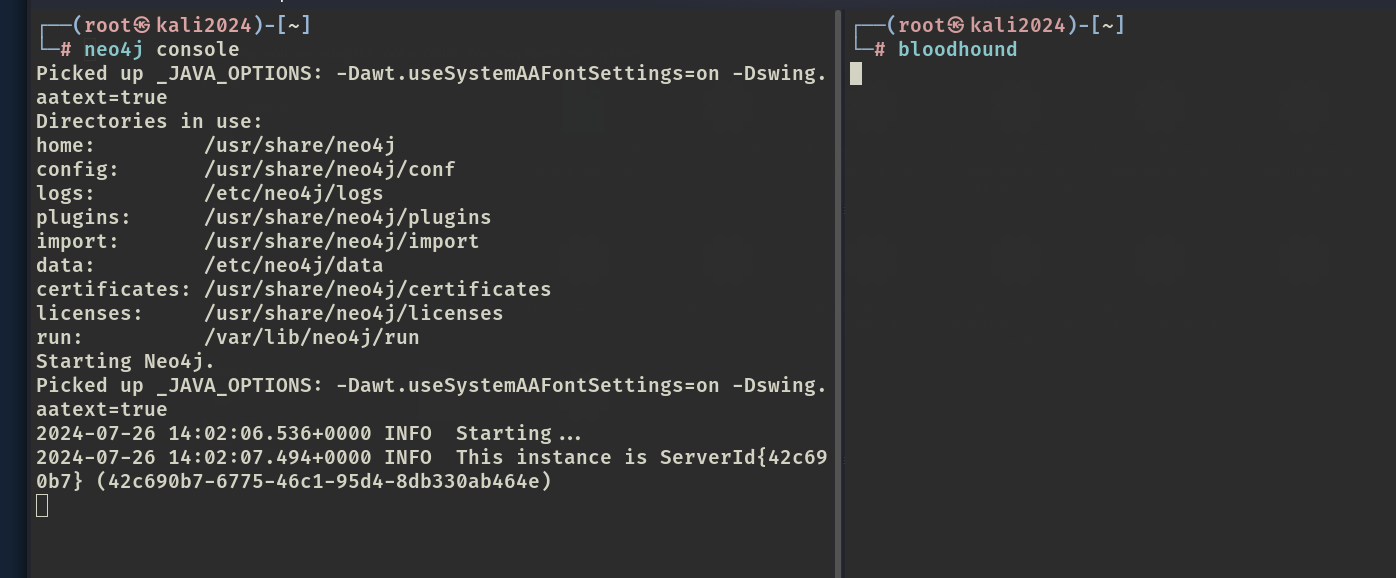 ┌──(root㉿kali2024)-[~]
└─# neo4j console
Picked up _JAVA_OPTIONS: -Dawt.useSystemAAFontSettings=on -Dswing.
aatext=true
Directories in use:
home:         /usr/share/neo4j
config:       /usr/share/neo4j/conf
logs:         /etc/neo4j/logs
plugins:      /usr/share/neo4j/plugins
import:       /usr/share/neo4j/import
data:         /etc/neo4j/data
certificates: /usr/share/neo4j/certificates
licenses:     /usr/share/neo4j/licenses
run:          /var/lib/neo4j/run
Starting Neo4j.
Picked up _JAVA_OPTIONS: -Dawt.useSystemAAFontSettings=on -Dswing.
aatext=true
2024-07-26 14:02:06.536+0000 INFO  Starting...
2024-07-26 14:02:07.494+0000 INFO  This instance is ServerId{42c69
0b7} (42c690b7-6775-46c1-95d4-8db330ab464e)
┌──(root㉿kali2024)-[~]
└─# bloodhound